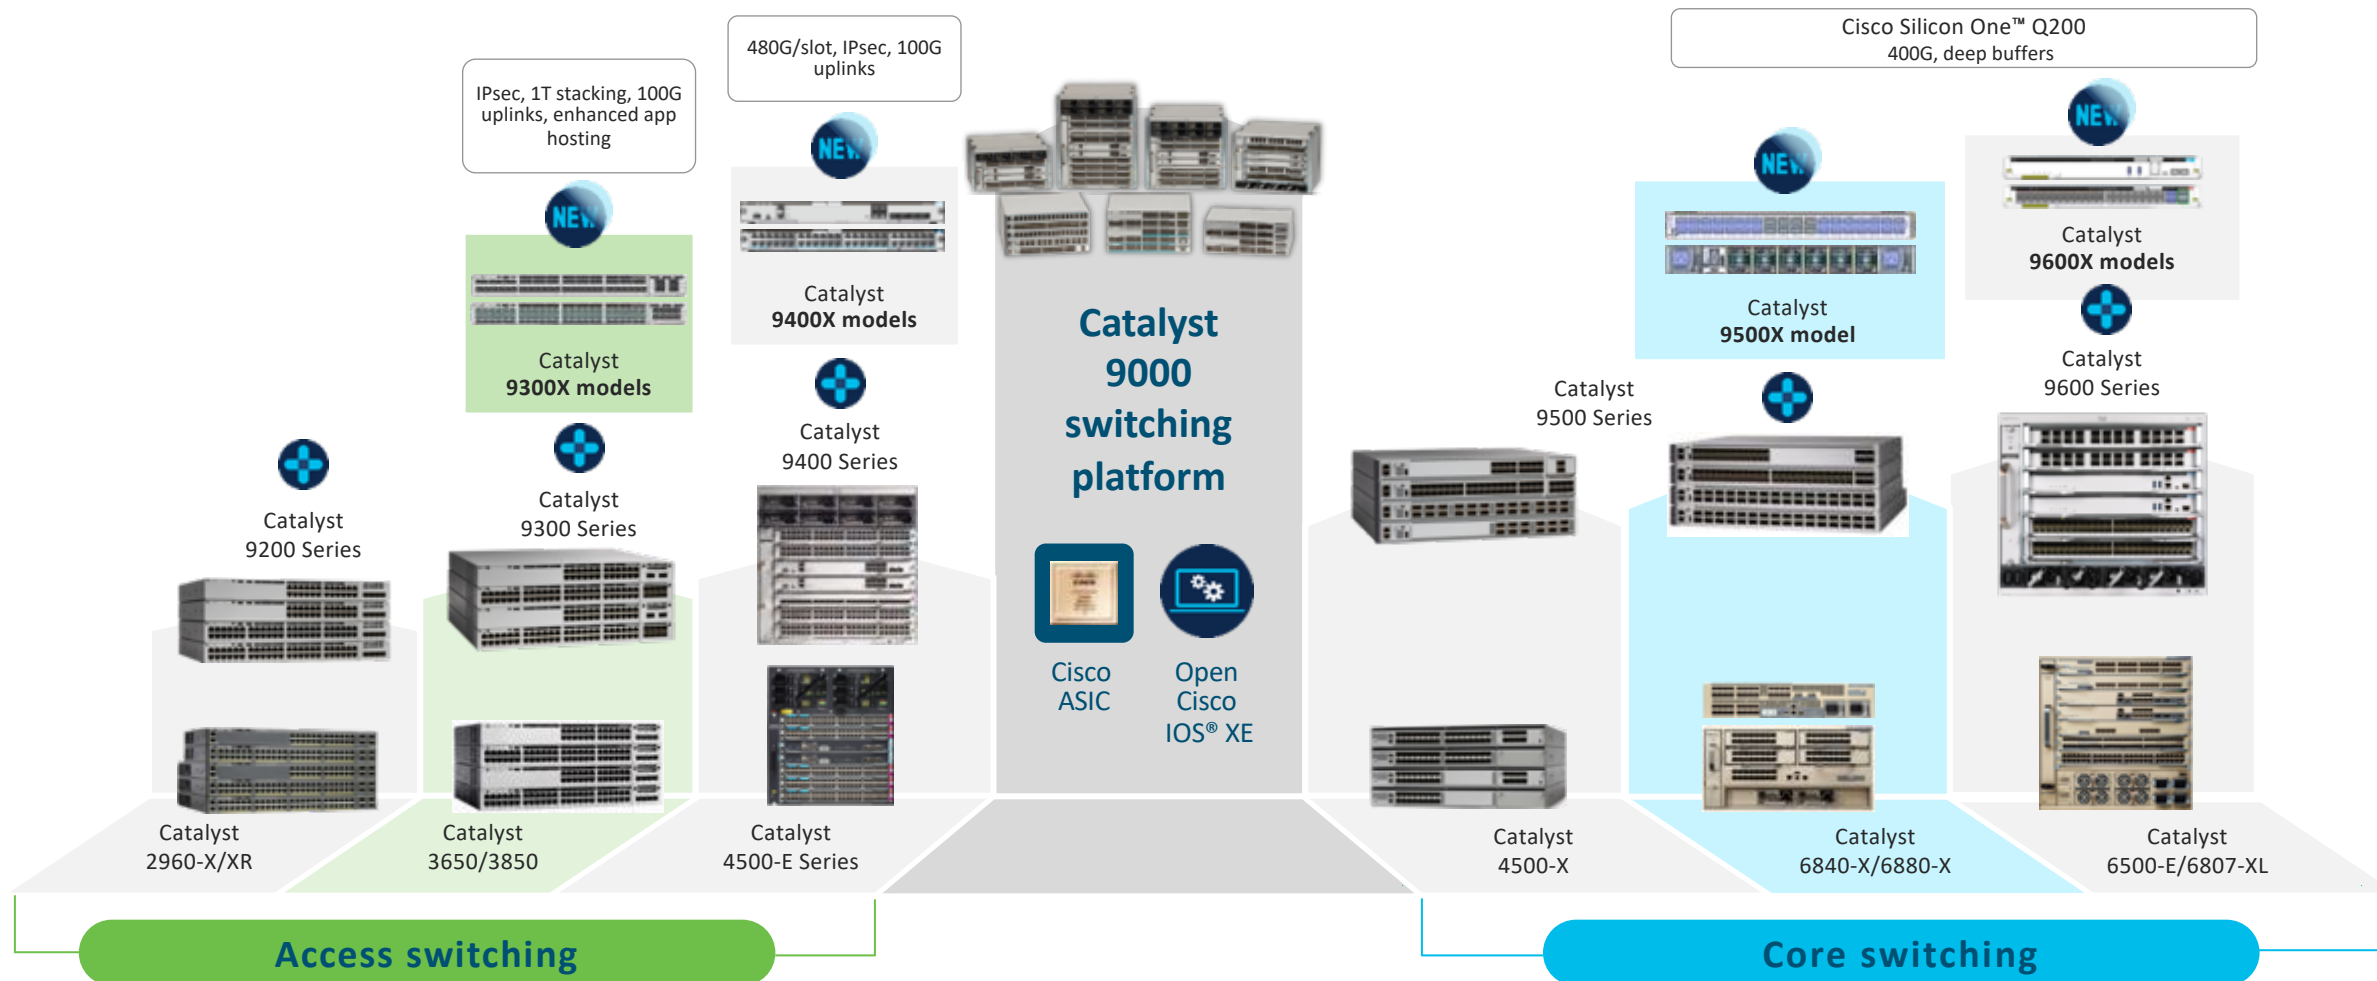 Cisco Silicon One™ Q200
400G, deep buffers
480G/slot, IPsec, 100G
uplinks
IPsec, 1T stacking, 100G
uplinks, enhanced app
hosting
NEW
NEW
NEW
NEW
Catalyst
9300X models
Catalyst
9400X models
Catalyst
9500X model
Catalyst
9600X models
Catalyst
9200 Series
Catalyst
9300 Series
Catalyst
9400 Series
Catalyst
9000
switching
platform
Cisco
ASIC
Open
Cisco
IOS® XE
Catalyst
9500 Series
Catalyst
9600 Series
Catalyst
2960-X/XR
Catalyst
3650/3850
Catalyst
4500-E Series
Catalyst
4500-X
Catalyst
6840-X/6880-X
Catalyst
6500-E/6807-XL
Access switching
Core switching